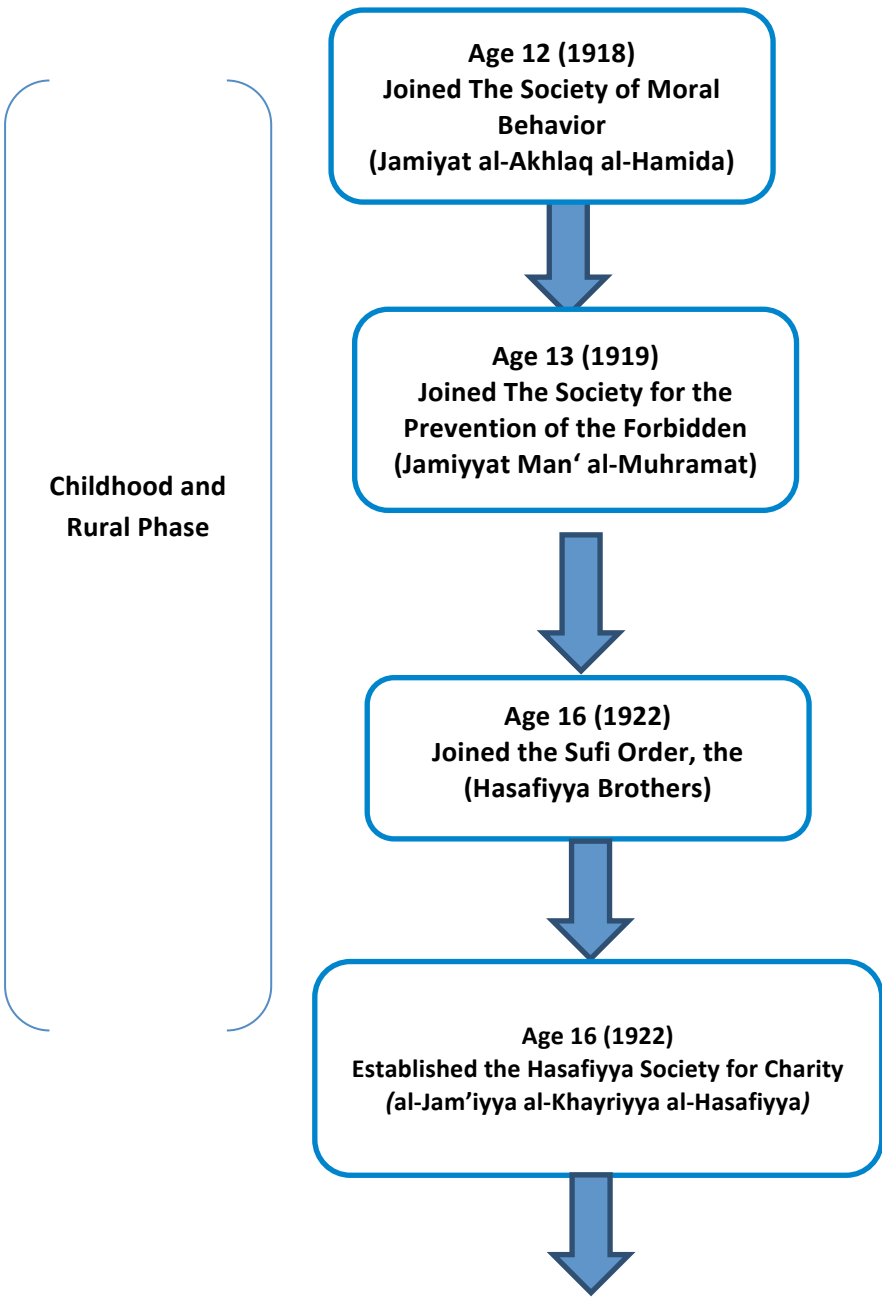 Age 12 (1918)
Joined The Society of Moral
Behavior
(Jamiyat al-Akhlaq al-Hamida)
Age 13 (1919)
Joined The Society for the
Prevention of the Forbidden
(Jamiyyat Man‘ al-Muhramat)
Childhood and
Rural Phase
Age 16 (1922)
Joined the Sufi Order, the
(Hasafiyya Brothers)
Age 16 (1922)
Established the Hasafiyya Society for Charity
(al-Jam’iyya al-Khayriyya al-Hasafiyya)